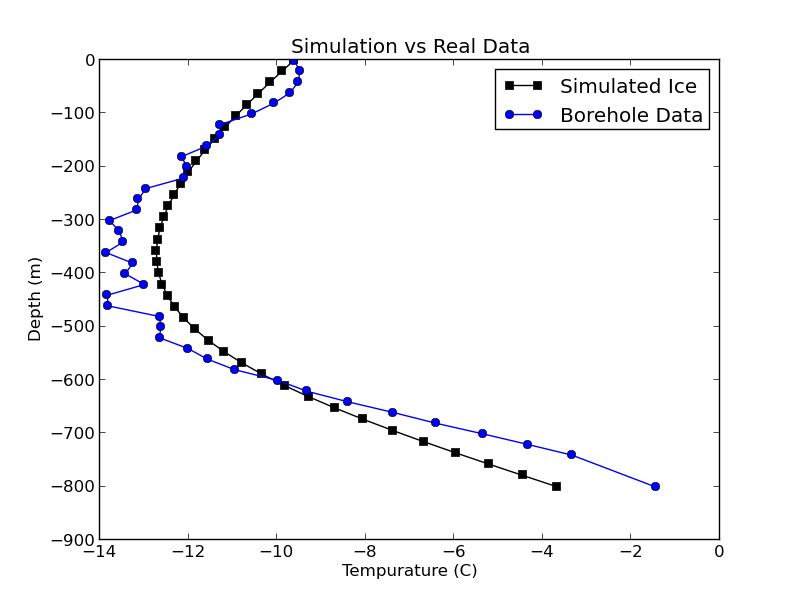 Simulation vs Real Data
Simulated Ice
Borehole Data
0
−100
−200
−300
−400
−500
−600
−700
−800
−900
Depth (m)
−14 −12 −10 −8 −6 −4 −2 0
Tempurature (C)